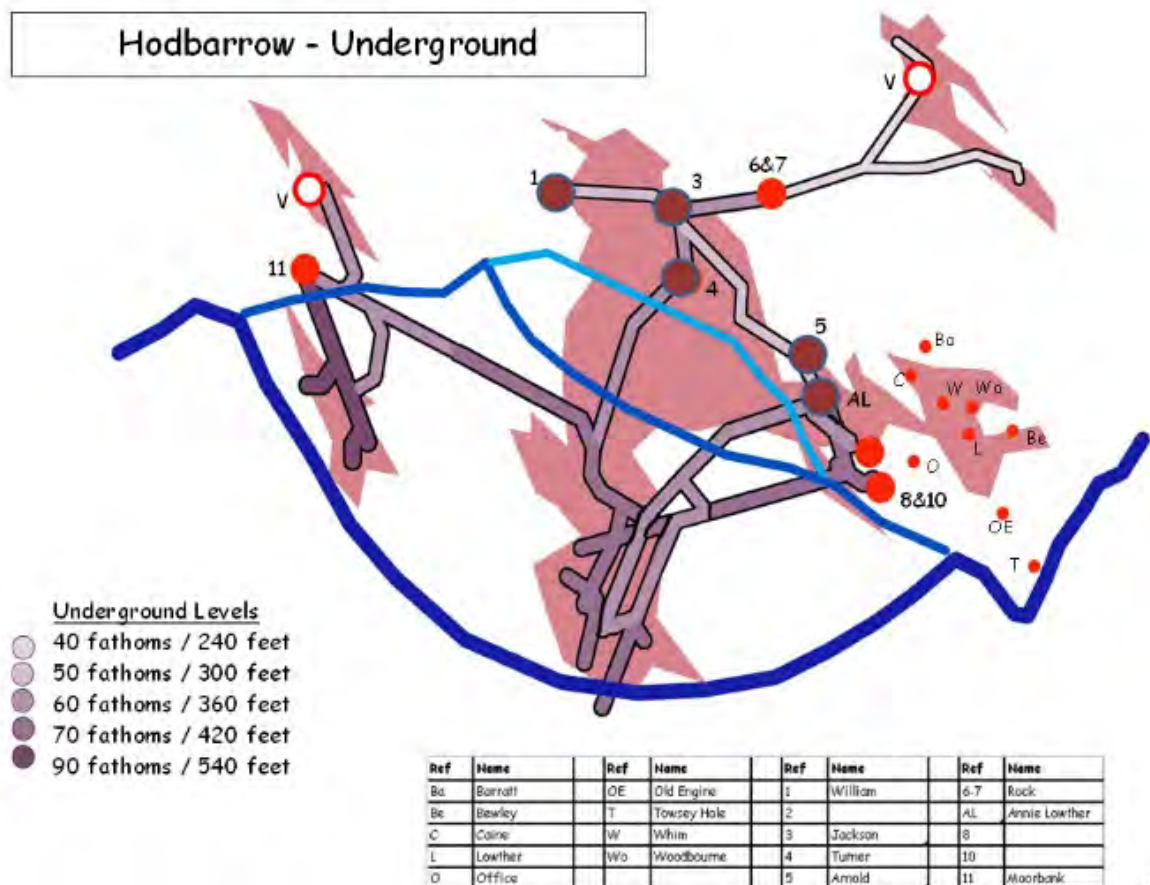 Hodbarrow - Underground
V
6&7
1
3
V
11
4
5
Ba
C
W
Wo
AL
Be
L
O
8&10
OE
T
Underground Levels
40 fathoms / 240 feet
50 fathoms / 300 feet
60 fathoms / 360 feet
70 fathoms / 420 feet
90 fathoms / 540 feet
Ref Name Ref Name Ref Name Ref Name
Ba Barratt OE Old Engine 1 William 6-7 Rock
Be Bewley T Towsey Hole 2 AL Annie Lowther
C Caine W Whim 3 Jackson 8
L Lowther Wo Woodbourne 4 Turner 10
O Office 5 Arnold 11 Moorbank